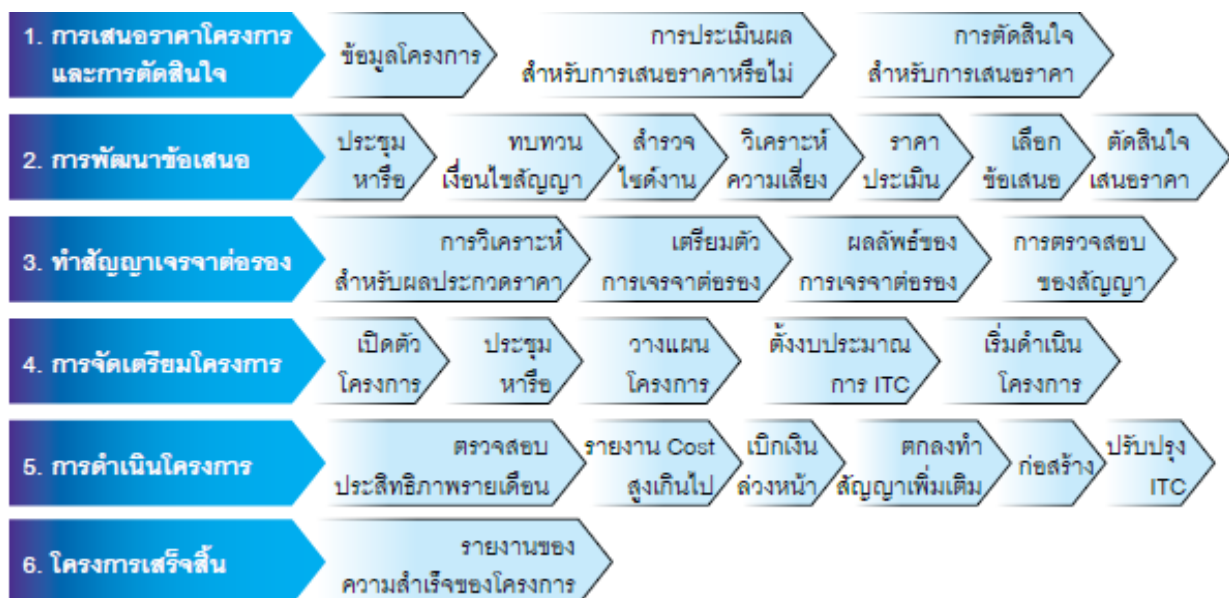 1. การเสนอราคาโครงการ
และการตัดสินใจ
ข้อมูลโครงการ
การประเมินผล
สำหรับการเสนอราคาหรือไม่
การตัดสินใจ
สำหรับการเสนอราคา
2. การพัฒนาข้อเสนอ
ประชุม
หารือ
ทบทวน
เงื่อนไขสัญญา
สำรวจ
ไซด์งาน
วิเคราะห์
ความเสี่ยง
ราคา
ประเมิน
เลือก
ข้อเสนอ
ตัดสินใจ
เสนอราคา
3. ทำสัญญาเจรจาต่อรอง
การวิเคราะห์
สำหรับผลประกวดราคา
เตรียมตัว
การเจรจาต่อรอง
ผลลัพธ์ของ
การเจรจาต่อรอง
การตรวจสอบ
ของสัญญา
4. การจัดเตรียมโครงการ
เปิดตัว
โครงการ
ประชุม
หารือ
วางแผน
โครงการ
ตั้งงบประมาณ
การ ITC
เริ่มดำเนิน
โครงการ
5. การดำเนินโครงการ
ตรวจสอบ
ประสิทธิภาพรายเดือน
รายงาน Cost
สูงเกินไป
เบิกเงิน
ล่วงหน้า
ตกลงทำ
สัญญาเพิ่มเติม
ก่อสร้าง
ปรับปรุง
ITC
6. โครงการเสร็จสิ้น
รายงานของ
ความสำเร็จของโครงการ